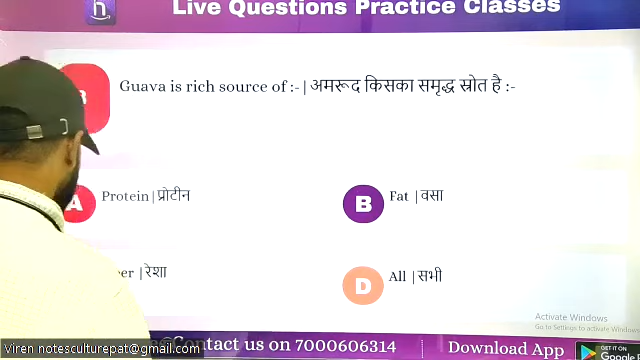 h
Live Questions Practice Classes
Guava is rich source of :-|अमरूद किसका समृद्ध स्रोत है :-
A Protein|प्रोटीन
B Fat |वसा
|रेशा
D All |सभी
Activate Windows
Go to Settings to activate Windows
Contact us on 7000606314
Download App
GET IT ON
Google
Viren notesculturepat@gmail.com